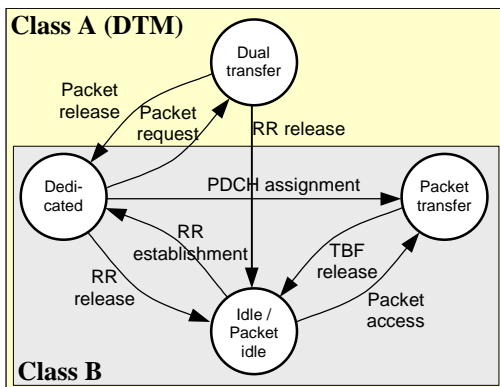 Class A (DTM)
Dual
transfer
Packet
release
Packet
request
RR release
Dedi-
cated
PDCH assignment
Packet
transfer
RR
establishment
TBF
release
RR
release
Packet
access
Idle /
Packet
idle
Class B